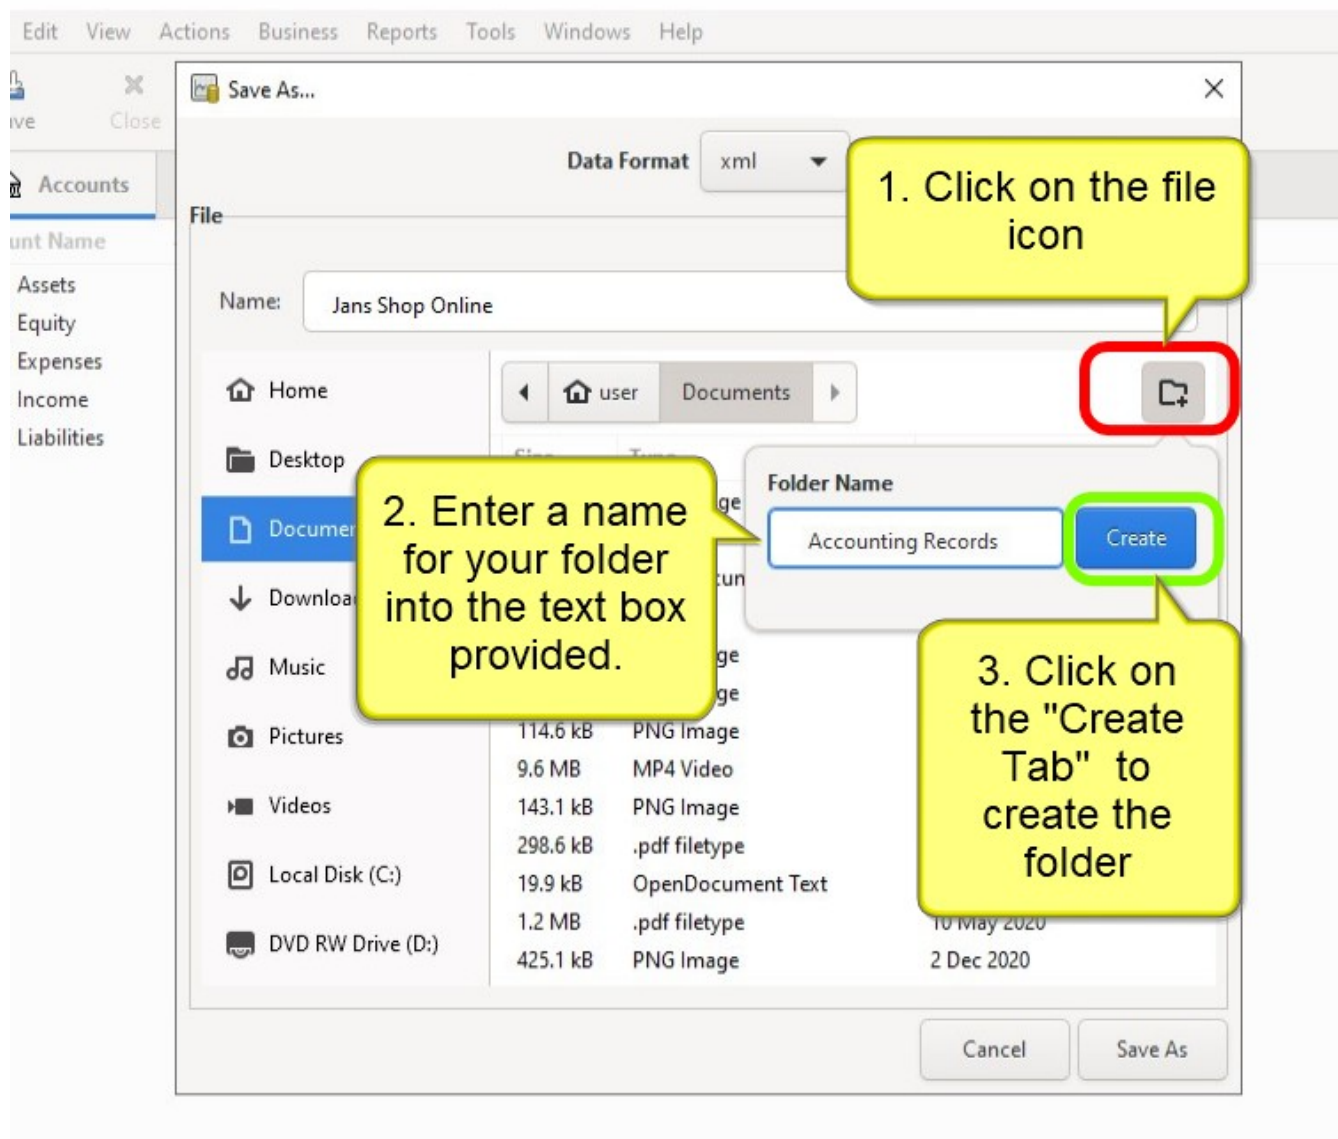 Edit View Actions Business Reports Tools Windows Help
Save As...
Close
Data Format xml
1. Click on the file
icon
Accounts
File
Name
Assets
Name: Jans Shop Online
Equity
Expenses
Income
Liabilities
Home
user Documents
Desktop
Size Type
Folder Name
2. Enter a name
for your folder
into the text box
provided.
Accounting Records Create
Music
3. Click on
the "Create
Tab" to
create the
folder
Pictures
114.6 kB PNG Image
9.6 MB MP4 Video
Videos
143.1 kB PNG Image
298.6 kB .pdf filetype
Local Disk (C:)
19.9 kB OpenDocument Text
1.2 MB .pdf filetype 10 May 2020
DVD RW Drive (D:)
425.1 kB PNG Image 2 Dec 2020
Cancel Save As